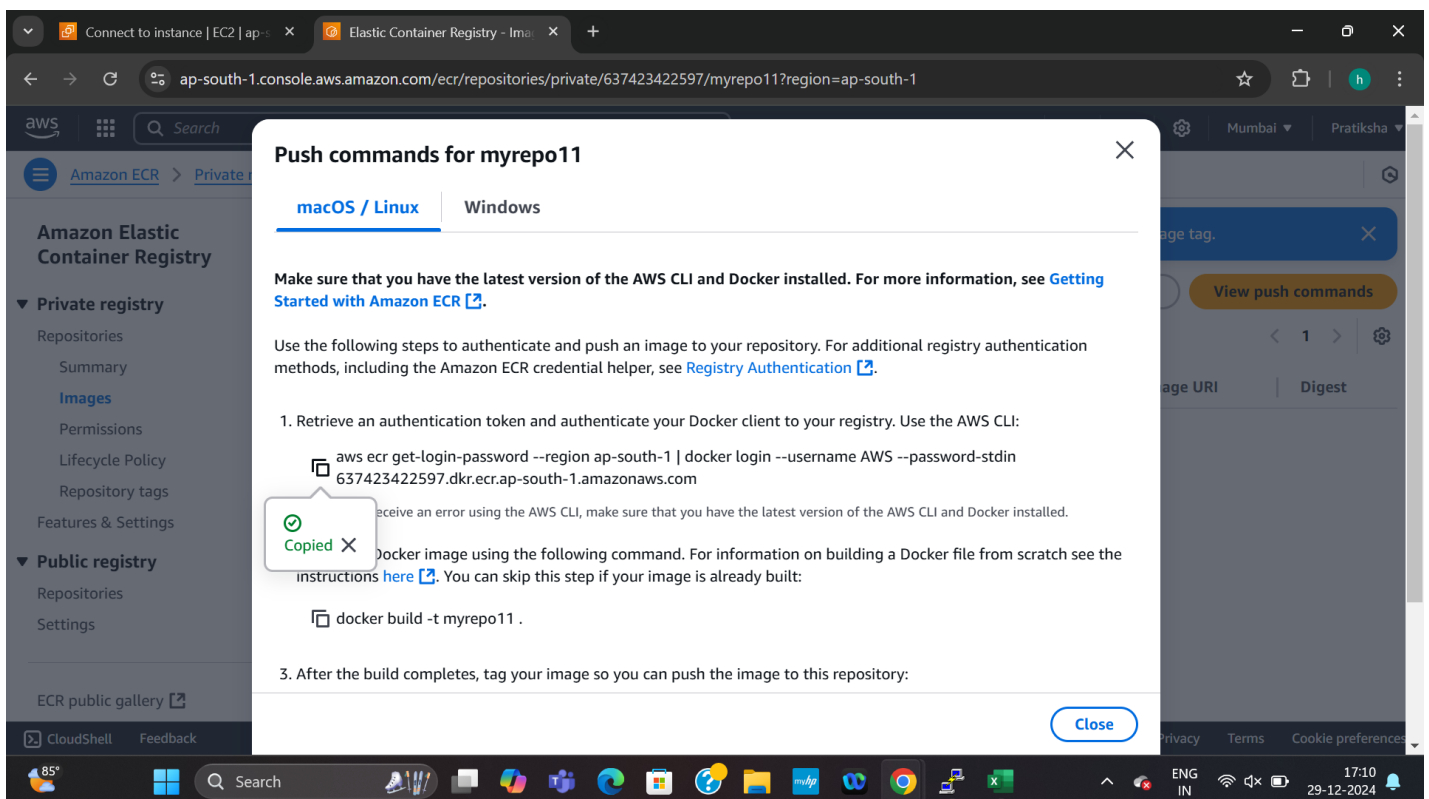 Connect to instance | EC2 | ap-s
Elastic Container Registry - Ima
ap-south-1.console.aws.amazon.com/ecr/repositories/private/637423422597/myrepo11?region=ap-south-1
h
aws
Search
Mumbai
Pratiksha
Amazon ECR
Private r
Amazon Elastic
Container Registry
Private registry
Repositories
Summary
Images
Permissions
Lifecycle Policy
Repository tags
Features & Settings
Public registry
Repositories
Settings
ECR public gallery
Push commands for myrepo11
macOS / Linux
Windows
Make sure that you have the latest version of the AWS CLI and Docker installed. For more information, see Getting
Started with Amazon ECR.
Use the following steps to authenticate and push an image to your repository. For additional registry authentication
methods, including the Amazon ECR credential helper, see Registry Authentication.
1. Retrieve an authentication token and authenticate your Docker client to your registry. Use the AWS CLI:
aws ecr get-login-password --region ap-south-1 | docker login --username AWS --password-stdin
637423422597.dkr.ecr.ap-south-1.amazonaws.com
eceive an error using the AWS CLI, make sure that you have the latest version of the AWS CLI and Docker installed.
Copied
Docker image using the following command. For information on building a Docker file from scratch see the
instructions here. You can skip this step if your image is already built:
docker build -t myrepo11 .
3. After the build completes, tag your image so you can push the image to this repository:
Close
age tag.
View push commands
1
age URI
Digest
CloudShell
Feedback
Privacy
Terms
Cookie preferences
85°
Search
myhp
ENG
IN
17:10
29-12-2024